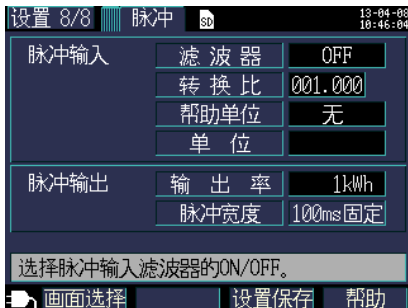 设置 8/8 脉冲 SD 13-04-08
10:46:04
脉冲输入 滤波器 OFF
转换比 001.000
帮助单位 无
单位
脉冲输出 输出率 1kWh
脉冲宽度 100ms固定
选择脉冲输入滤波器的ON/OFF。
画面选择 设置保存 帮助